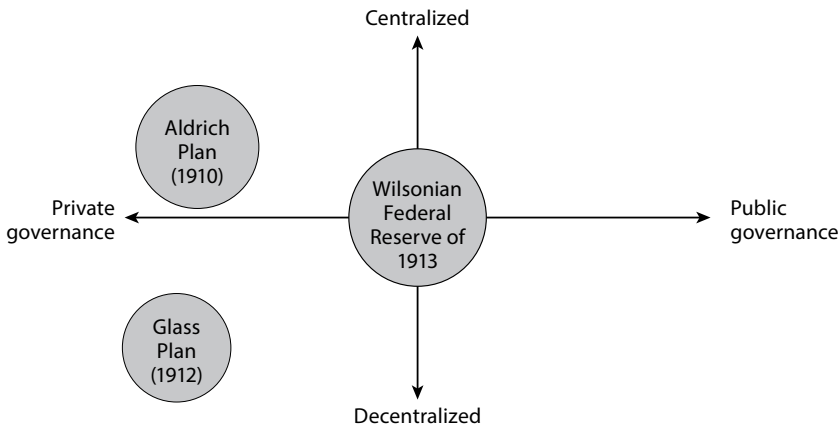 Centralized
Aldrich
Plan
(1910)
Private
governance
Wilsonian
Federal
Reserve of
1913
Public
governance
Glass
Plan
(1912)
Decentralized